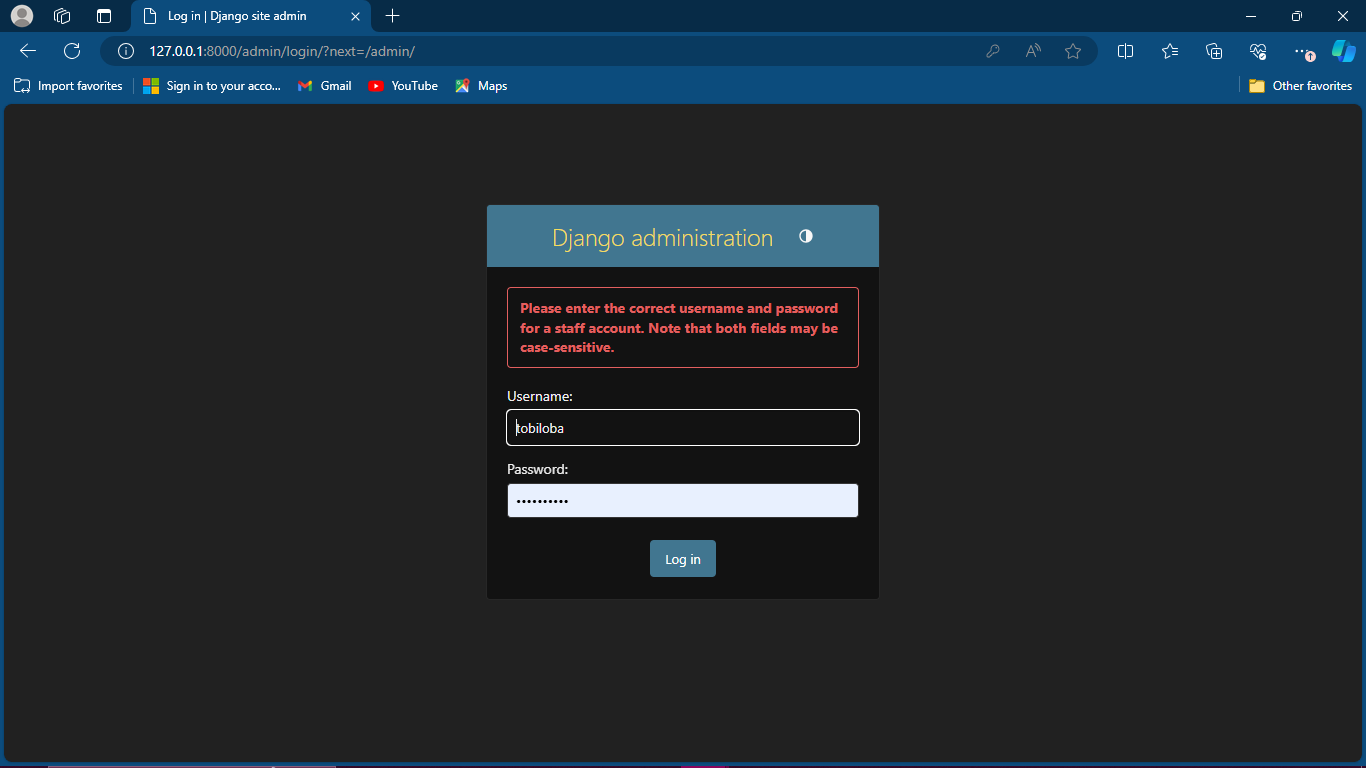 Log in | Django site admin
127.0.0.1:8000/admin/login/?next=/admin/
Import favorites
Sign in to your acco...
Gmail
YouTube
Maps
Other favorites
Django administration
Please enter the correct username and password
for a staff account. Note that both fields may be
case-sensitive.
Username:
tobiloba
Password:
••••••••••
Log in